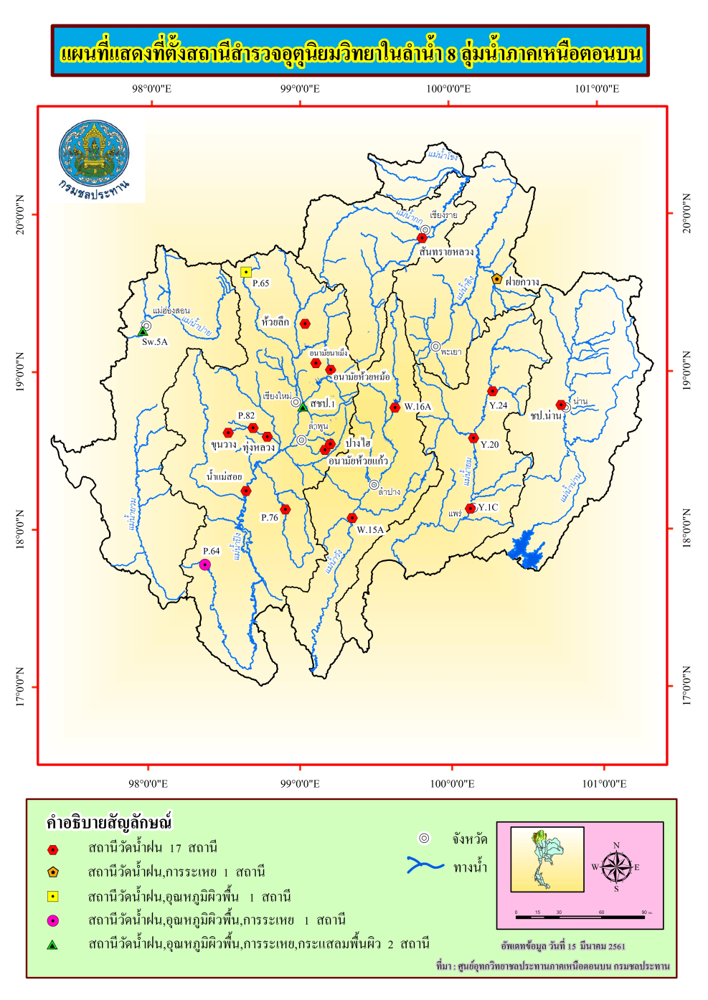 แผนที่แสดงที่ตั้งสถานีสำรวจอุตุนิยมวิทยาในลำน้ำ 8 ลุ่มน้ำภาคเหนือตอนบน
98°0'0"E 99°0'0"E 100°0'0"E 101°0'0"E
กรมชลประทาน
แม่น้ำโขง
20°0'0"N
20°0'0"N
แม่น้ำกก
เชียงราย
สันทรายหลวง
P.65
ฝายกวาง
แม่น้ำอิง
แม่ฮ่องสอน
แม่น้ำปาย
Sw.5A
ห้วยลึก
อนามัยนาเม็ง
อนามัยห้วยหม้อ
พะเยา
19°0'0"N
19°0'0"N
เชียงใหม่
สชป.1
W.16A
Y.24
น่าน
ชป.น่าน
P.82
ลำพูน
ขุนวาง
ทุ่งหลวง
ปางไฮ
Y.20
อนามัยห้วยแก้ว
น้ำแม่สอย
แม่น้ำยม
แม่น้ำน่าน
ลำปาง
แม่น้ำยวม
P.76
W.15A
แพร่
Y.1C
18°0'0"N
18°0'0"N
P.64
แม่น้ำปิง
แม่น้ำวัง
17°0'0"N
17°0'0"N
98°0'0"E 99°0'0"E 100°0'0"E 101°0'0"E
คำอธิบายสัญลักษณ์
สถานีวัดน้ำฝน 17 สถานี
สถานีวัดน้ำฝน,การระเหย 1 สถานี
สถานีวัดน้ำฝน,อุณหภูมิผิวพื้น 1 สถานี
สถานีวัดน้ำฝน,อุณหภูมิผิวพื้น,การระเหย 1 สถานี
สถานีวัดน้ำฝน,อุณหภูมิผิวพื้น,การระเหย,กระแสลมพื้นผิว 2 สถานี
จังหวัด
ทางน้ำ
N
W E
S
0 15 30 60 90
อัพเดทข้อมูล วันที่ 15 มีนาคม 2561
ที่มา : ศูนย์อุทกวิทยาชลประทานภาคเหนือตอนบน กรมชลประทาน